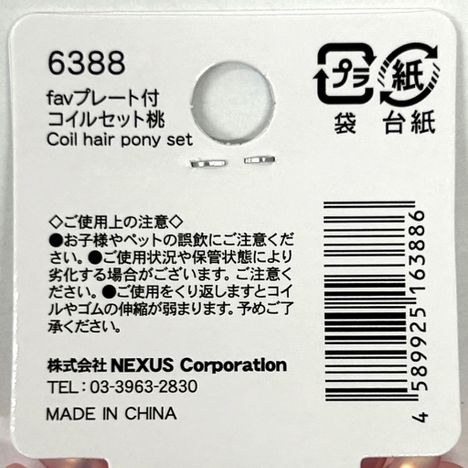 6388
favプレート付
コイルセット桃
Coil hair pony set
プラ
袋
紙
台紙
◇ご使用上の注意◇
●お子様やペットの誤飲にご注意くだ
さい。●ご使用状況や保管状態により
劣化する場合がございます。ご注意く
ださい。●ご使用をくり返しますとコイ
ルやゴムの伸縮が弱まります。予めご了
承ください。
株式会社 NEXUS Corporation
TEL：03-3963-2830
MADE IN CHINA
4 589925 163886